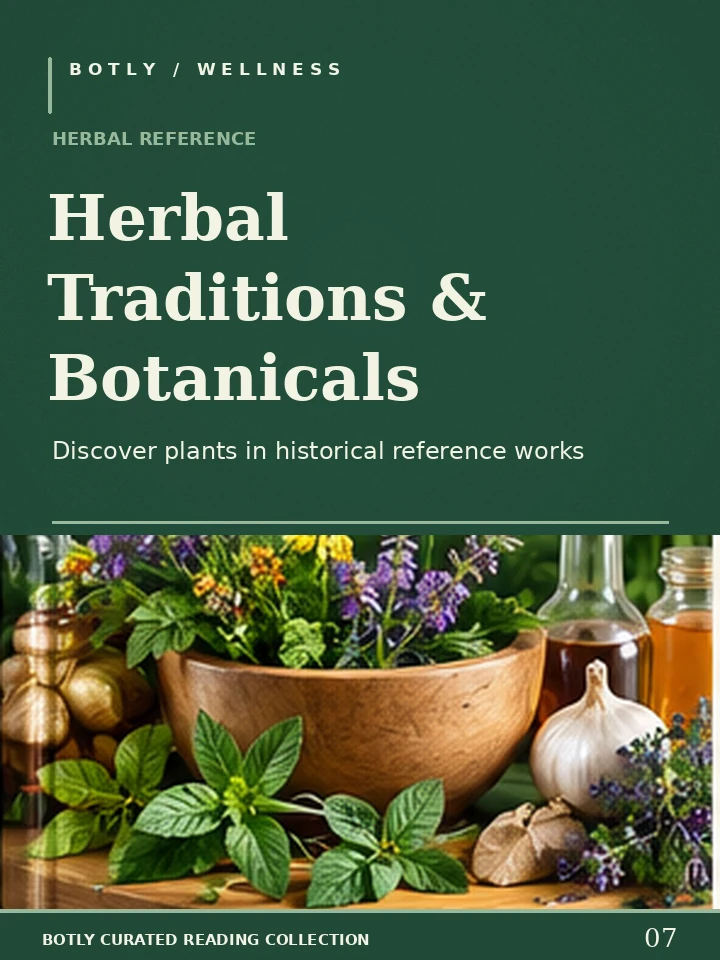 BOTLY / WELLNESS
HERBAL REFERENCE
Herbal
Traditions &
Botanicals
Discover plants in historical reference works
BOTLY CURATED READING COLLECTION
07